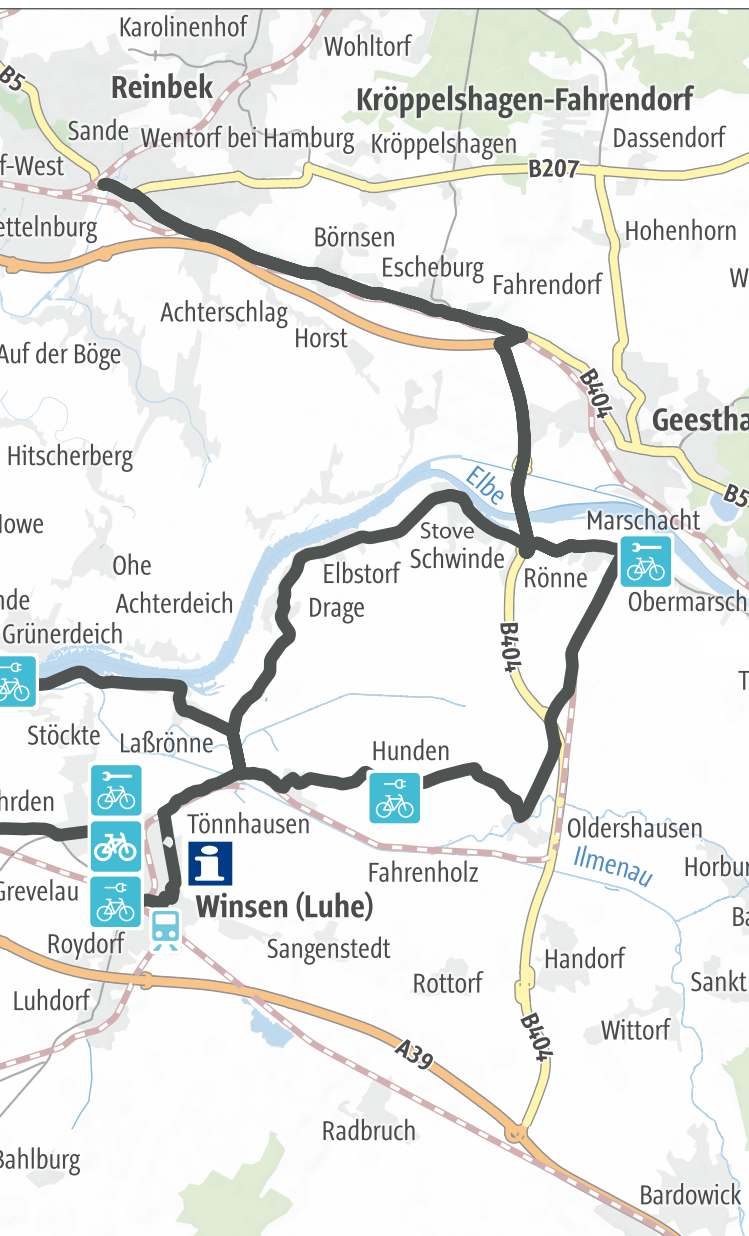 Karolinenhof
Wohltorf
B5
Reinbek
Kröppelshagen-Fahrendorf
Sande
Wentorf bei Hamburg
Kröppelshagen
Dassendorf
f-West
B207
ettelnburg
Börnsen
Hohenhorn
Escheburg
Fahrendorf
W
Achterschlag
Horst
Auf der Böge
B404
Geestha
Hitscherberg
Elbe
B5
Howe
Marschacht
Stove
Schwinde
Ohe
Elbstorf
Rönne
Achterdeich
Drage
Obermarsch
nde
Grünerdeich
B404
T
Stöckte
Laßrönne
Hunden
hrden
Tönnhausen
Oldershausen
Ilmenau
Fahrenholz
Horbur
Grevelau
i
Winsen (Luhe)
Ba
Roydorf
Sangenstedt
Handorf
Rottorf
Sankt
Luhdorf
Wittorf
B404
A39
Radbruch
Bahlburg
Bardowick